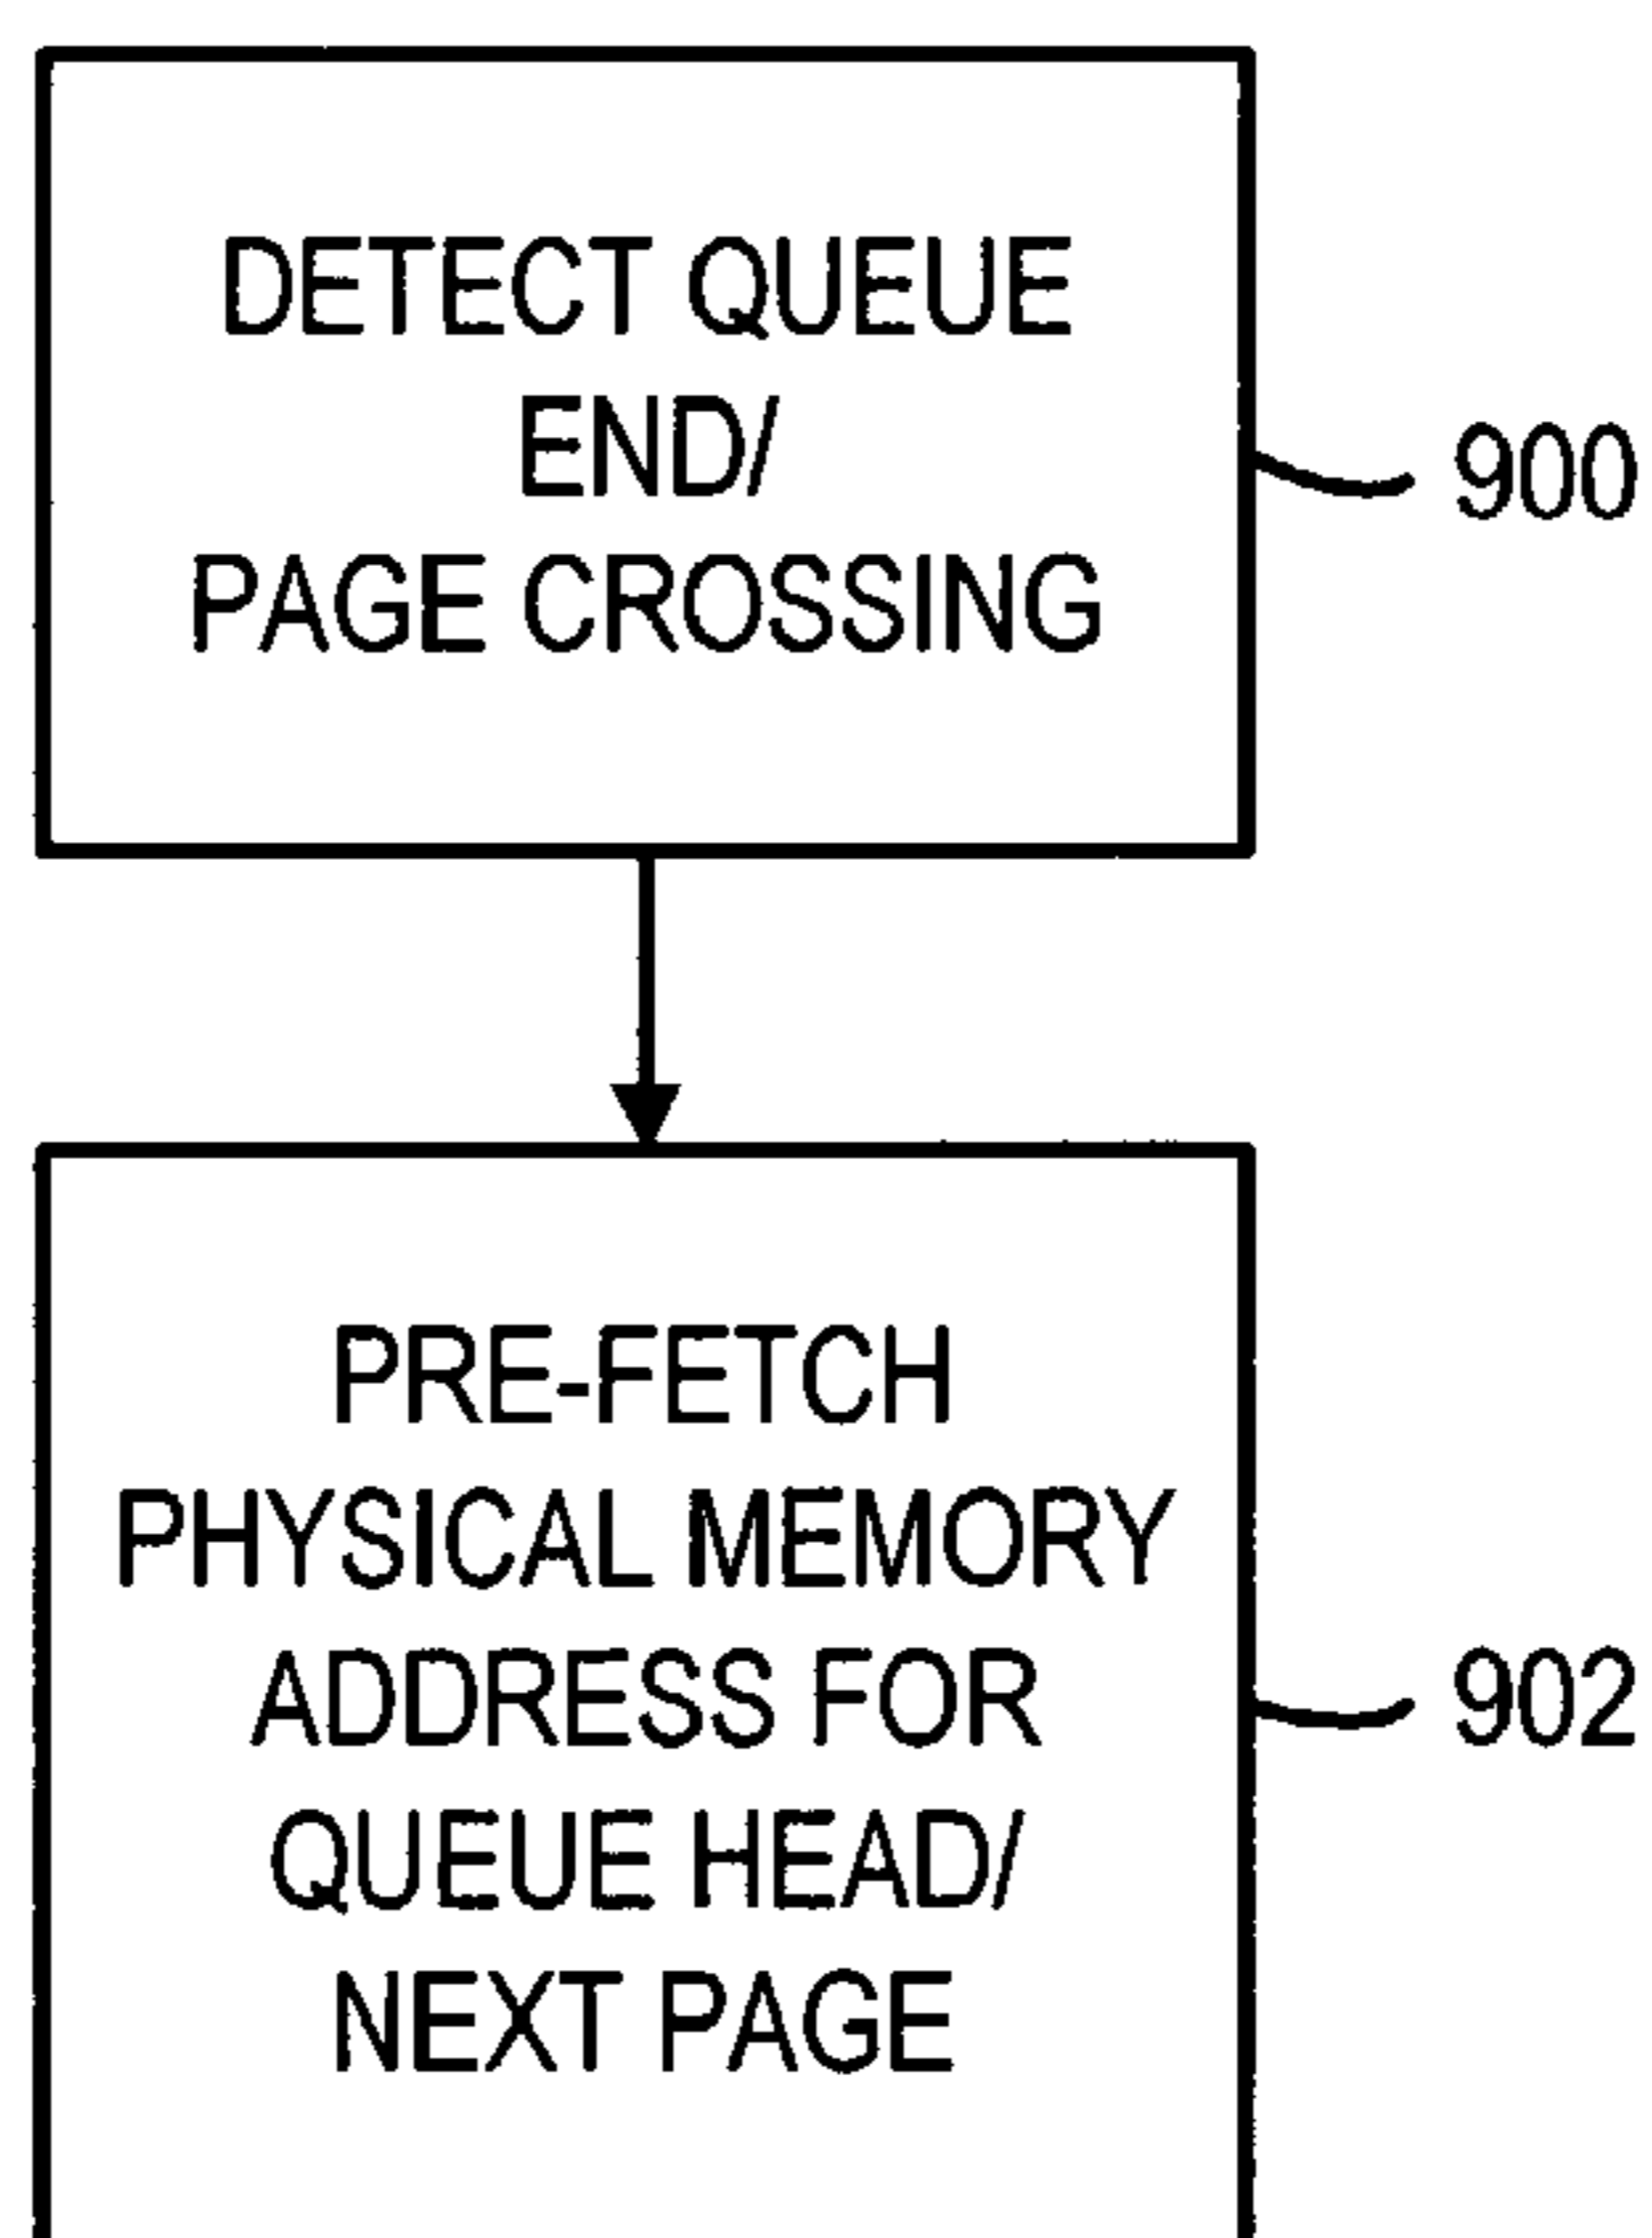 DETECT QUEUE
END/
PAGE CROSSING
900
PRE-FETCH
PHYSICAL MEMORY
ADDRESS FOR
QUEUE HEAD/
NEXT PAGE
902